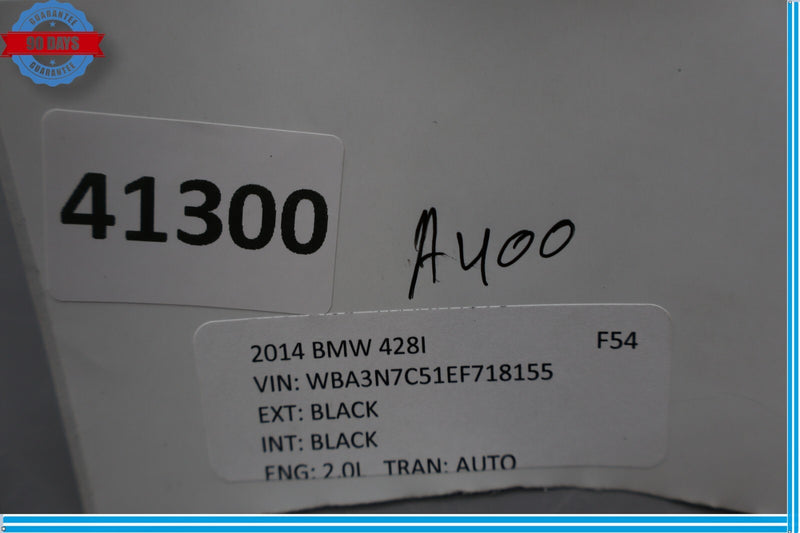 GUARANTEE
90 DAYS
GUARANTEE
41300
A400
2014 BMW 428I F54
VIN: WBA3N7C51EF718155
EXT: BLACK
INT: BLACK
ENG: 2.0L TRAN: AUTO